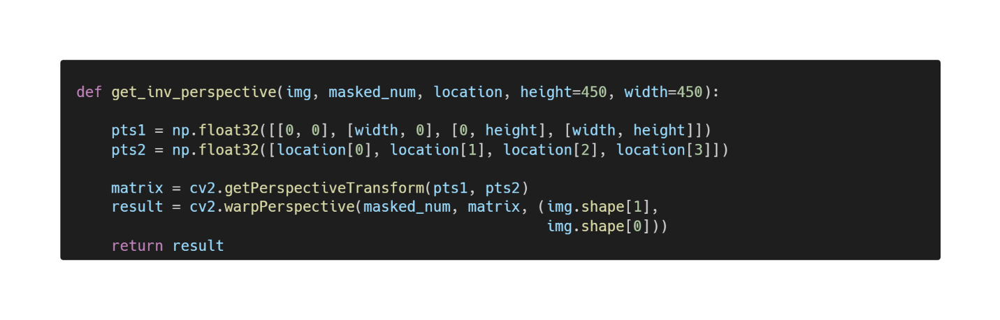 def get_inv_perspective(img, masked_num, location, height=450, width=450):
pts1 = np.float32([[0, 0], [width, 0], [0, height], [width, height]])
pts2 = np.float32([location[0], location[1], location[2], location[3]])
matrix = cv2.getPerspectiveTransform(pts1, pts2)
result = cv2.warpPerspective(masked_num, matrix, (img.shape[1],
img.shape[0]))
return result